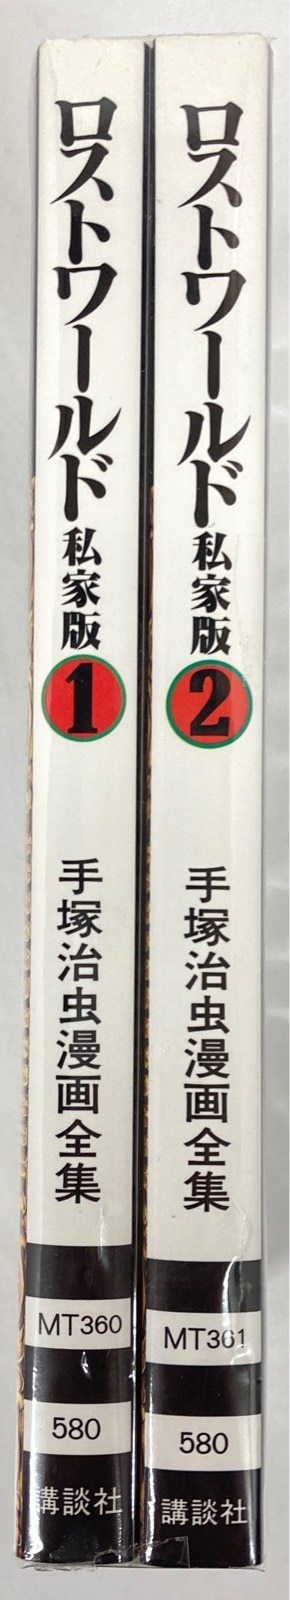 ロストワールド
私家版
1
手塚治虫漫画全集
MT360
580
講談社
ロストワールド
私家版
2
手塚治虫漫画全集
MT361
580
講談社